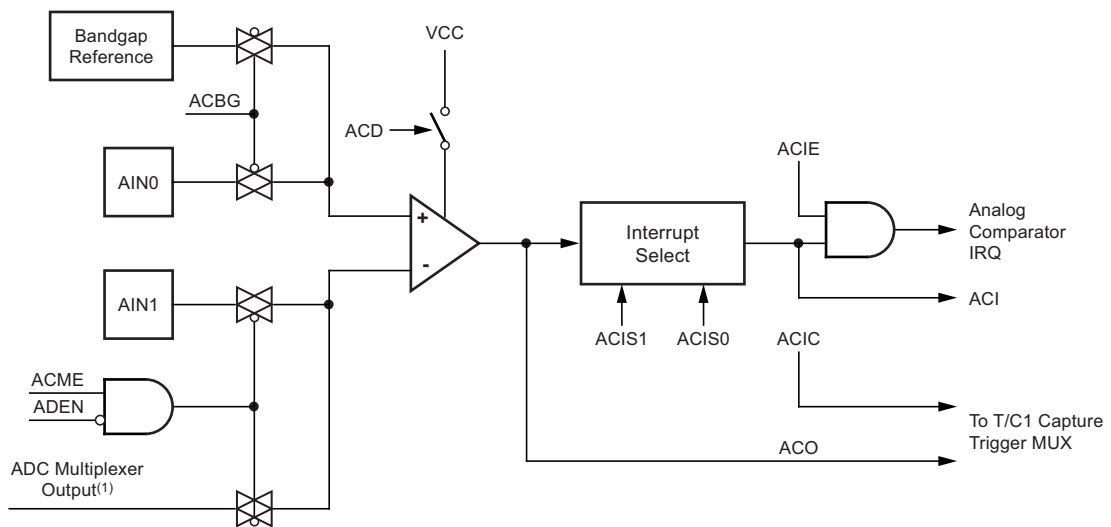 Bandgap
Reference
VCC
ACBG
ACD
ACIE
AIN0
+
Interrupt
Select
Analog
Comparator
IRQ
-
AIN1
ACI
ACIS1 ACIS0
ACIC
ACME
ADEN
To T/C1 Capture
Trigger MUX
ACO
ADC Multiplexer
Output(1)